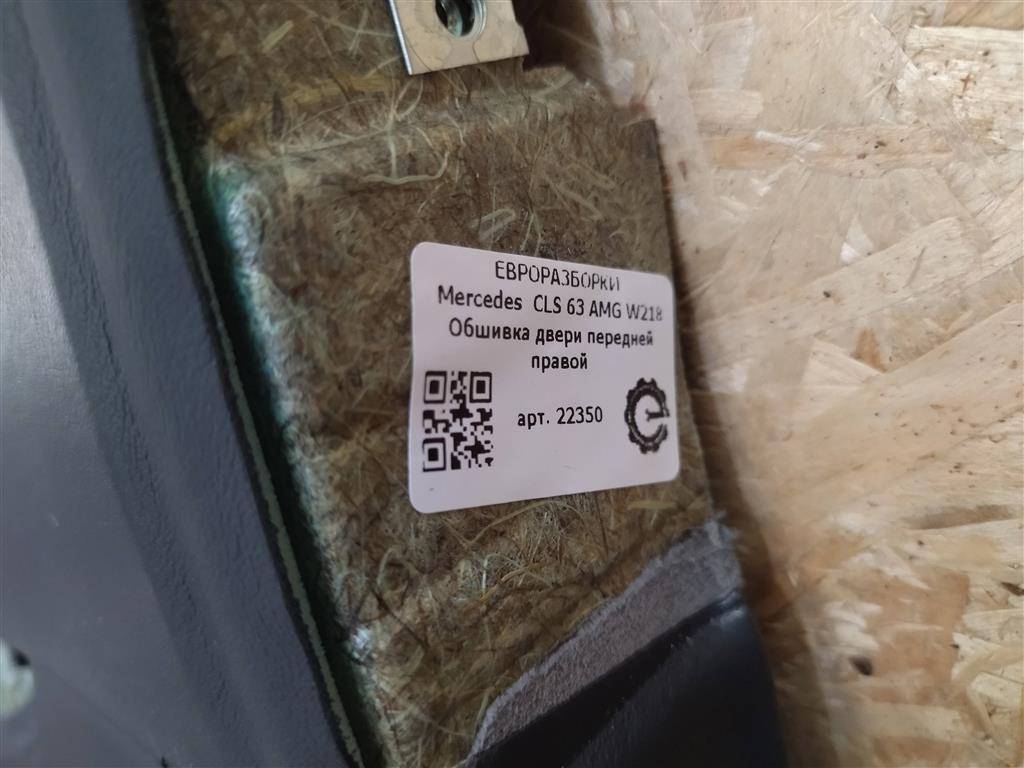 ЕВРОРАЗБОРКИ
Mercedes CLS 63 AMG W218
Обшивка двери передней
правой
арт. 22350